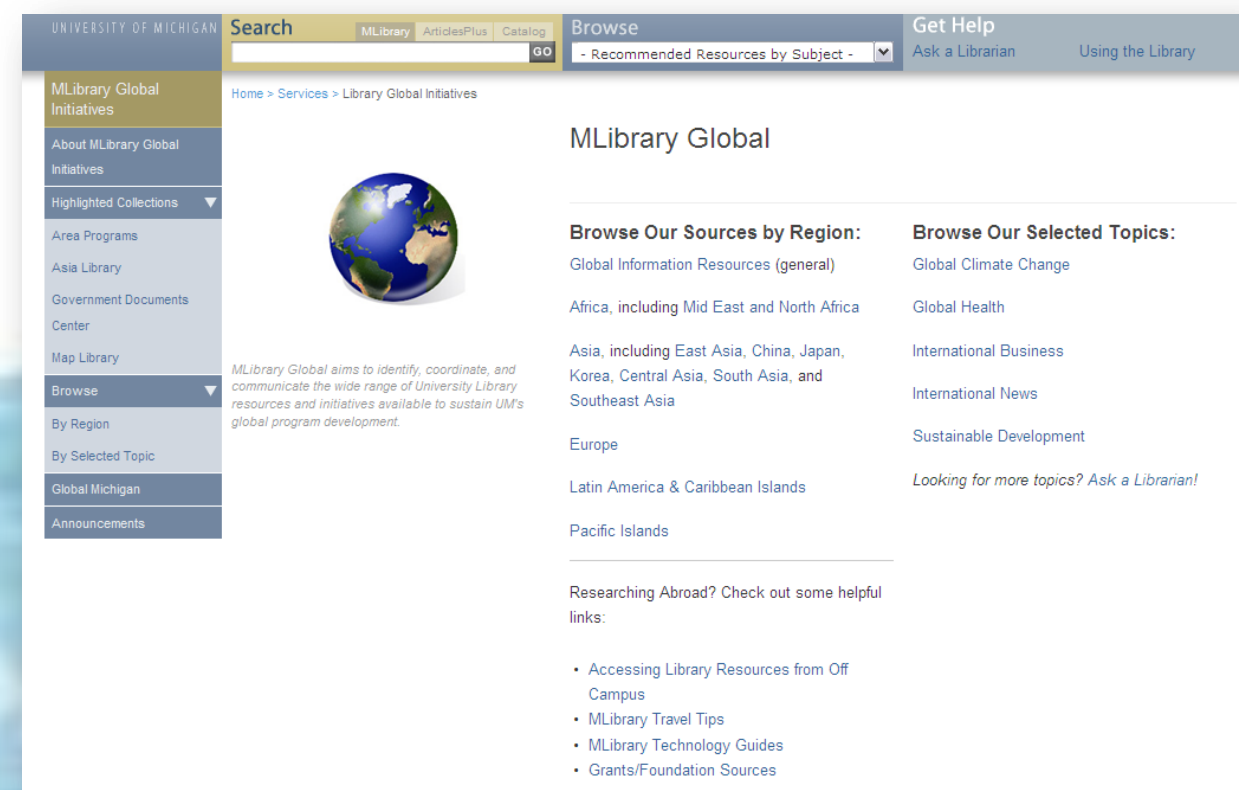 UNIVERSITY OF MICHIGAN
Search
MLibrary ArticlesPlus Catalog
GO
Browse
- Recommended Resources by Subject -
Get Help
Ask a Librarian Using the Library
MLibrary Global
Initiatives
About MLibrary Global
Initiatives
Highlighted Collections
Area Programs
Asia Library
Government Documents
Center
Map Library
Browse
By Region
By Selected Topic
Global Michigan
Announcements
Home > Services > Library Global Initiatives
MLibrary Global aims to identify, coordinate, and
communicate the wide range of University Library
resources and initiatives available to sustain UM's
global program development.
MLibrary Global
Browse Our Sources by Region:
Global Information Resources (general)
Africa, including Mid East and North Africa
Asia, including East Asia, China, Japan,
Korea, Central Asia, South Asia, and
Southeast Asia
Europe
Latin America & Caribbean Islands
Pacific Islands
Researching Abroad? Check out some helpful
links:
• Accessing Library Resources from Off
Campus
• MLibrary Travel Tips
• MLibrary Technology Guides
• Grants/Foundation Sources
Browse Our Selected Topics:
Global Climate Change
Global Health
International Business
International News
Sustainable Development
Looking for more topics? Ask a Librarian!